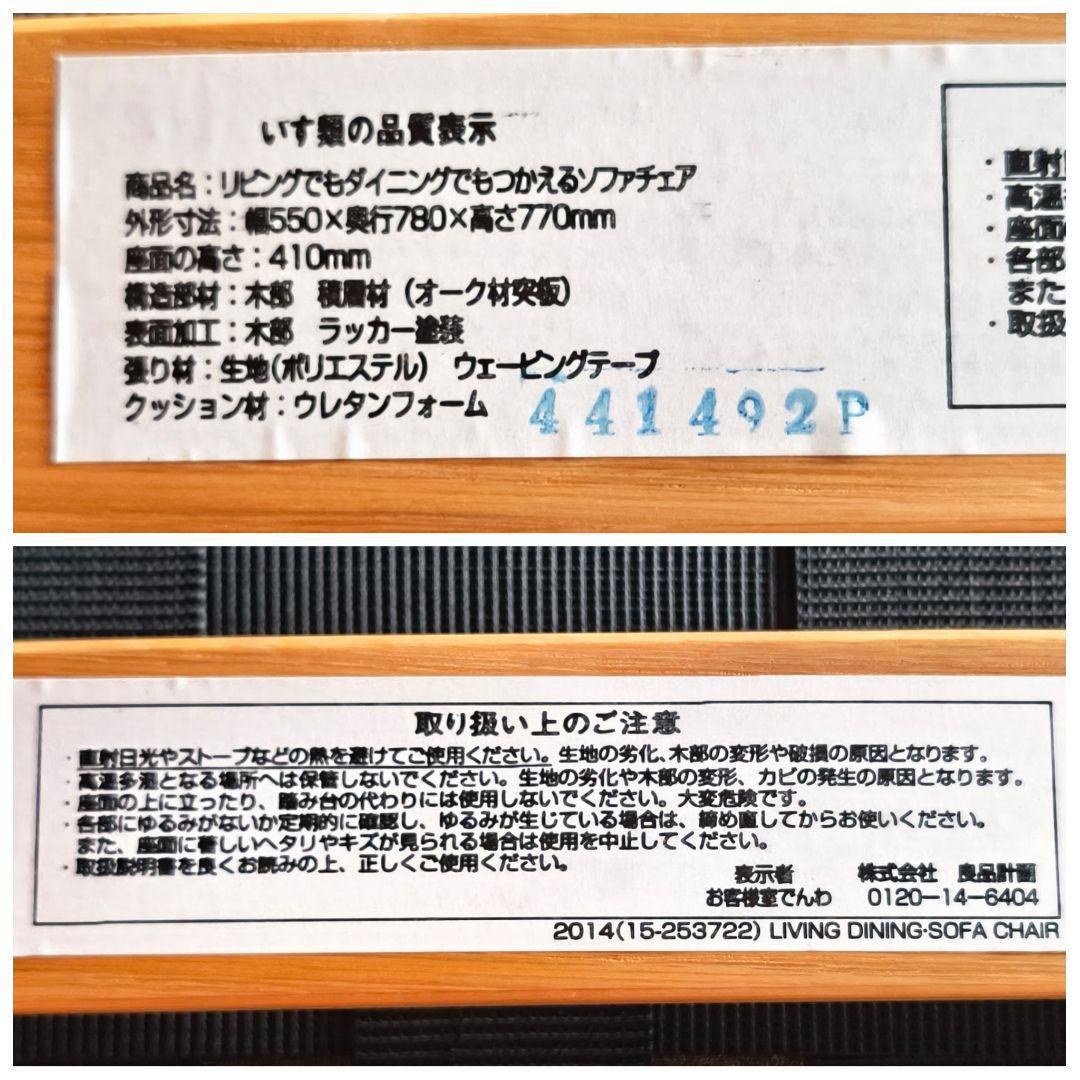 いす類の品質表示
商品名：リビングでもダイニングでもつかえるソファチェア
外形寸法：幅550×奥行780×高さ770mm
座面の高さ：410mm
構造部材：木部　積層材（オーク材突板）
表面加工：木部　ラッカー塗装
張り材：生地(ポリエステル)　ウェービングテープ
クッション材：ウレタンフォーム
441492P
・直射
・高温
・座面
・各部
また
・取扱
取り扱い上のご注意
・直射日光やストーブなどの熱を避けてご使用ください。生地の劣化、木部の変形や破損の原因となります。
・高温多湿となる場所へは保管しないでください。生地の劣化や木部の変形、カビの発生の原因となります。
・座面の上に立ったり、踏み台の代わりには使用しないでください。大変危険です。
・各部にゆるみがないか定期的に確認し、ゆるみが生じている場合は、締め直してからお使いください。
また、座面に著しいヘタリやキズが見られる場合は使用を中止してください。
・取扱説明書を良くお読みの上、正しくご使用ください。
表示者　株式会社　良品計画
お客様室でんわ　0120−14−6404
2014(15-253722) LIVING DINING·SOFA CHAIR